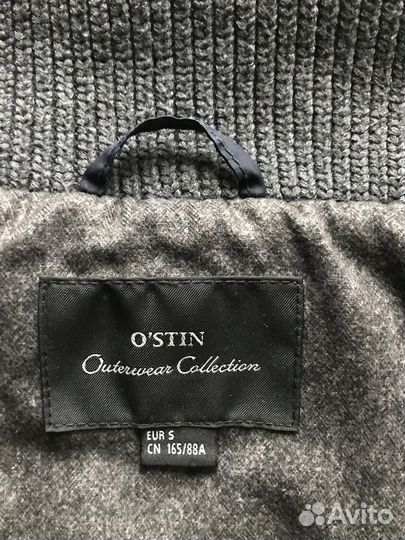 O'STIN
Outerwear Collection
EUR S
CN 165/88A
Avito